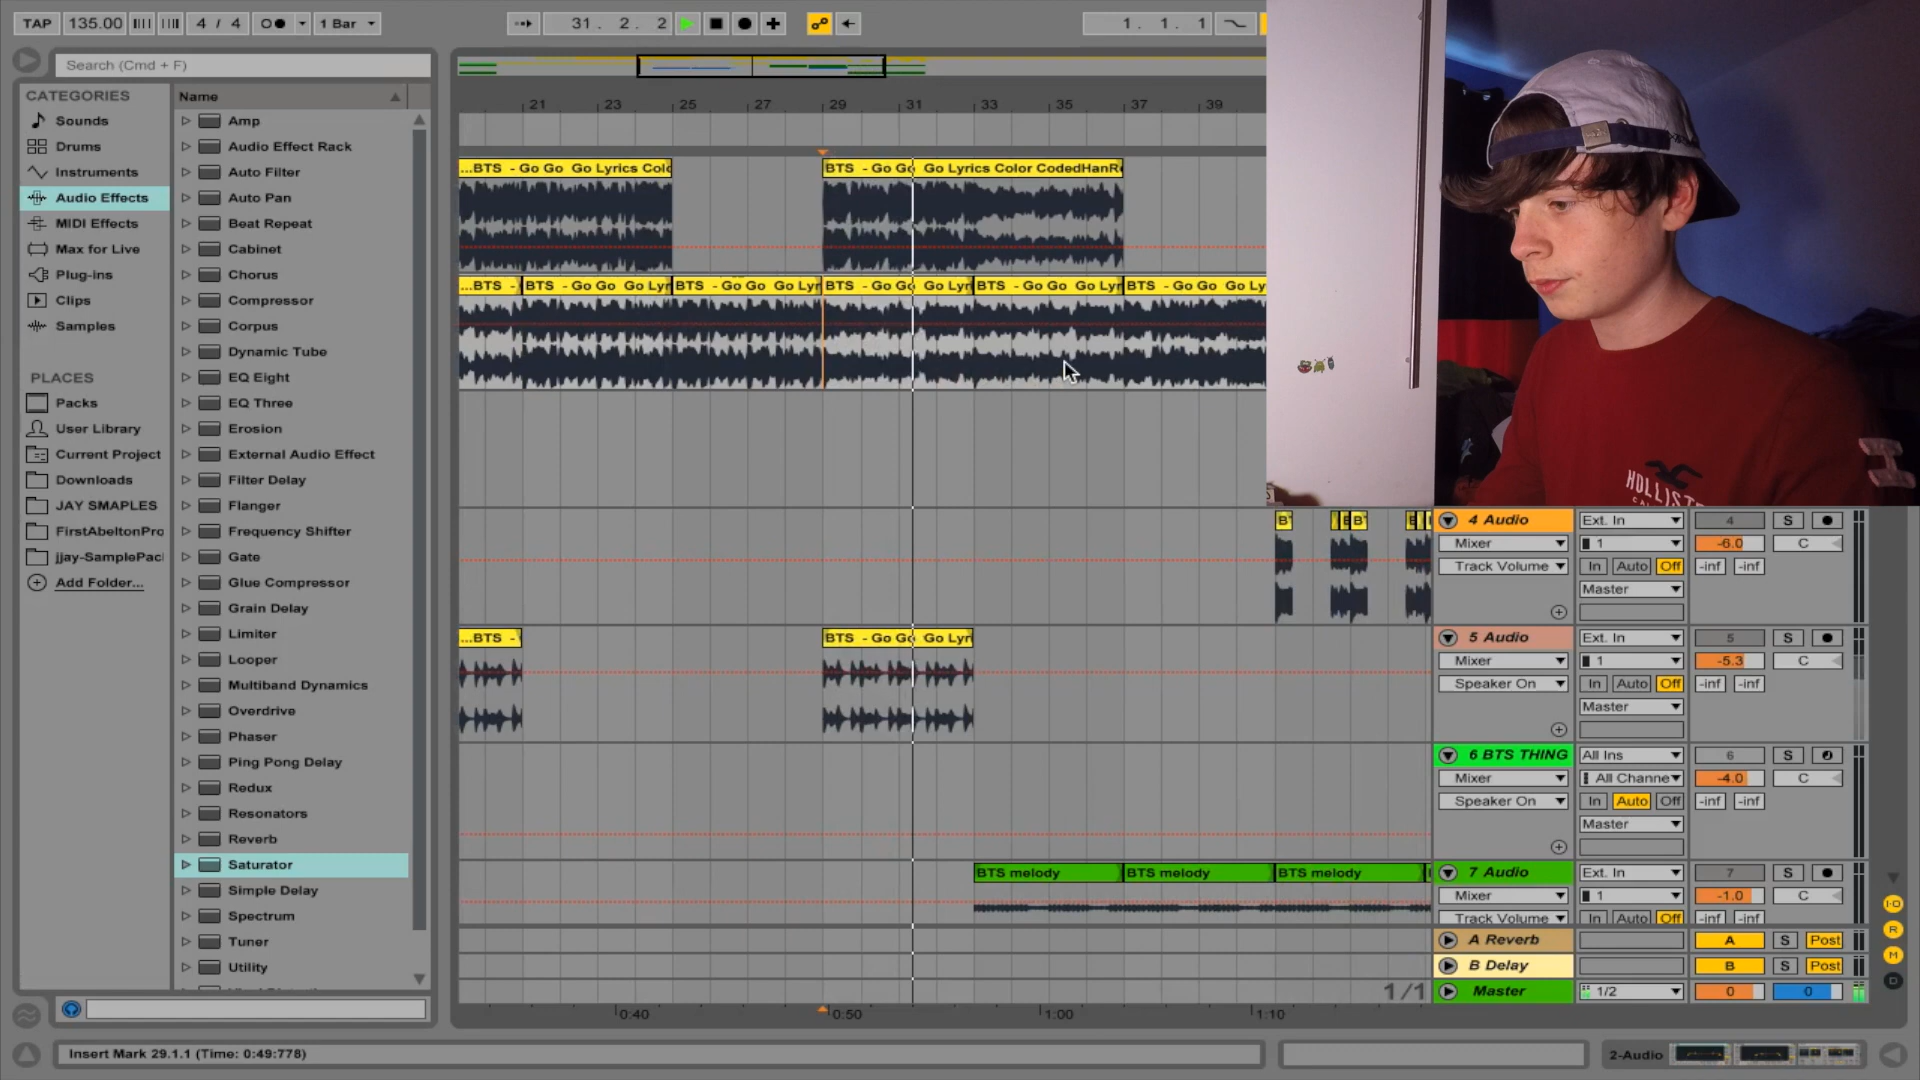 TAP 135.00 4 / 4 1 Bar 31. 2. 2 1. 1. 1
Search (Cmd + F)
CATEGORIES
Sounds
Drums
Instruments
Audio Effects
MIDI Effects
Max for Live
Plug-ins
Clips
Samples
PLACES
Packs
User Library
Current Project
Downloads
JAY SMAPLES
FirstAbeltonPro
jjay-SamplePac
Add Folder...
Name
Amp
Audio Effect Rack
Auto Filter
Auto Pan
Beat Repeat
Cabinet
Chorus
Compressor
Corpus
Dynamic Tube
EQ Eight
EQ Three
Erosion
External Audio Effect
Filter Delay
Flanger
Frequency Shifter
Gate
Glue Compressor
Grain Delay
Limiter
Looper
Multiband Dynamics
Overdrive
Phaser
Ping Pong Delay
Redux
Resonators
Reverb
Saturator
Simple Delay
Spectrum
Tuner
Utility
21 23 25 27 29 31 33 35 37 39
...BTS - Go Go Go Lyrics Colo BTS - Go Go Go Lyrics Color CodedHanR
...BTS - BTS - Go Go Go Lyr BTS - Go Go Go Lyr BTS - Go Go Go Lyr BTS - Go Go Go Lyr BTS - Go Go Go Ly
HOLLIST
4 Audio Ext. In 4 S
Mixer 1 -6.0 C
Track Volume In Auto Off -inf -inf
Master
...BTS - BTS - Go Go Go Lyr
5 Audio Ext. In 5 S
Mixer 1 -5.3 C
Speaker On In Auto Off -inf -inf
Master
6 BTS THING All Ins 6 S
Mixer All Channe -4.0 C
Speaker On In Auto Off -inf -inf
Master
BTS melody BTS melody BTS melody
7 Audio Ext. In 7 S
Mixer 1 -1.0 C
Track Volume In Auto Off -inf -inf
A Reverb A S Post
B Delay B S Post
1/1 Master 1/2 0 0
0:40 0:50 1:00 1:10
Insert Mark 29.1.1 (Time: 0:49:778)
2-Audio